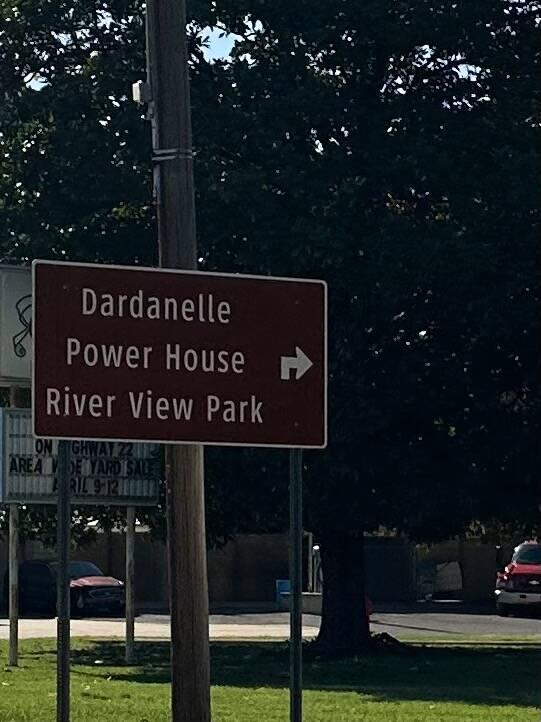 Dardanelle
Power House
River View Park
ON HIGHWAY 22
AREA WIDE YARD SALE
APRIL 9-12